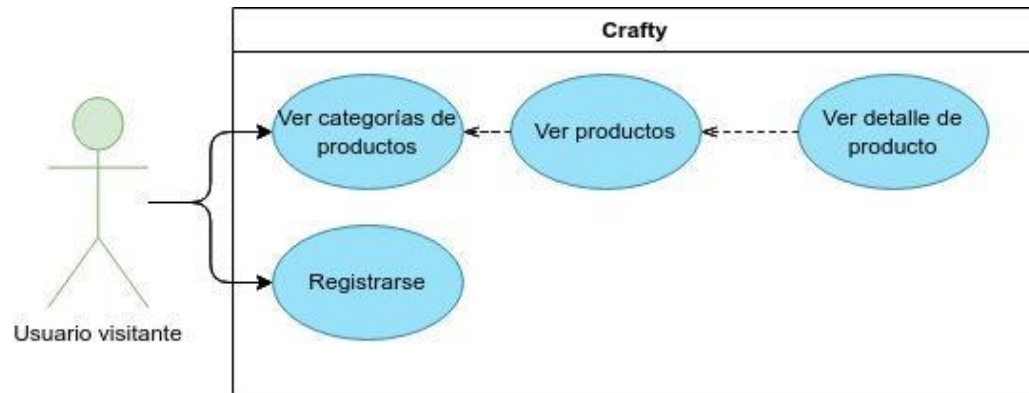 Crafty
Ver categorías de
productos
Ver productos
Ver detalle de
producto
Registrarse
Usuario visitante